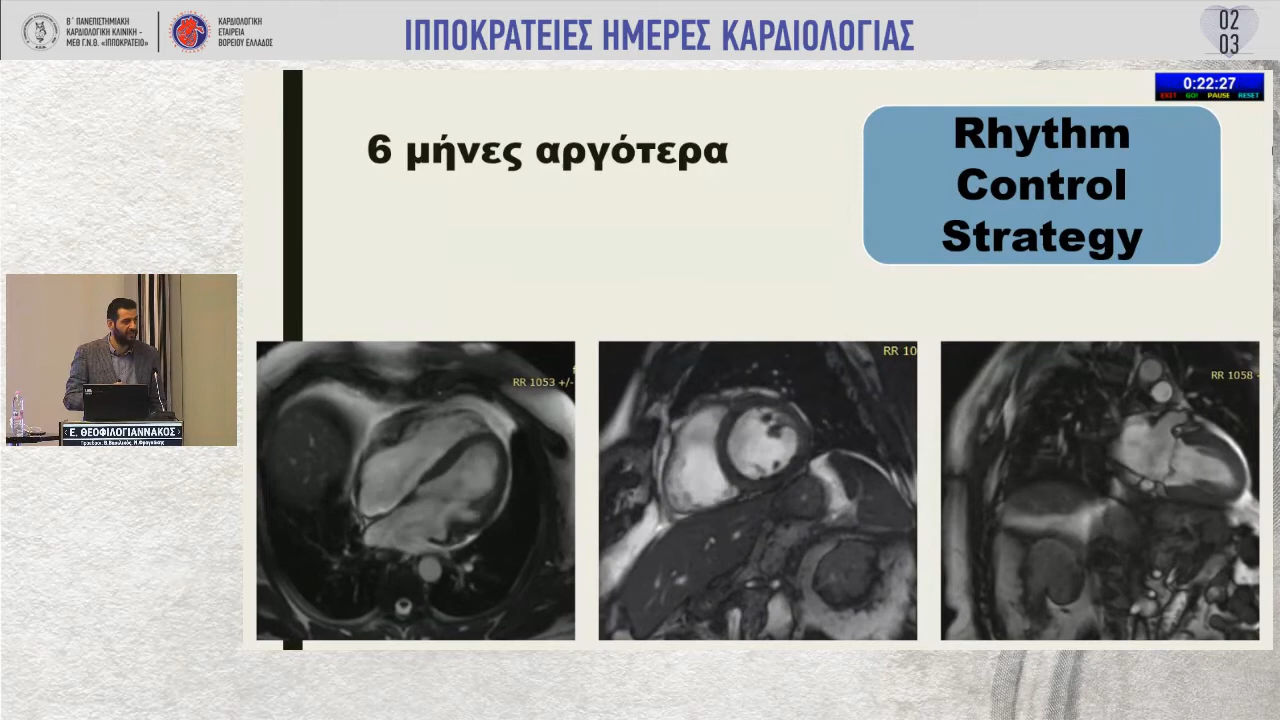 Β΄ ΠΑΝΕΠΙΣΤΗΜΙΑΚΗ
ΚΑΡΔΙΟΛΟΓΙΚΗ ΚΛΙΝΙΚΗ -
ΜΕΘ Γ.Ν.Θ. «ΙΠΠΟΚΡΑΤΕΙΟ»
ΚΑΡΔΙΟΛΟΓΙΚΗ
ΕΤΑΙΡΕΙΑ
ΒΟΡΕΙΟΥ ΕΛΛΑΔΟΣ
ΙΠΠΟΚΡΑΤΕΙΕΣ ΗΜΕΡΕΣ ΚΑΡΔΙΟΛΟΓΙΑΣ
02
03
0:22:27
EXIT GO! PAUSE RESET
6 μήνες αργότερα
Rhythm
Control
Strategy
RR 1053 +/-
RR 10
RR 1058
Ε. ΘΕΟΦΙΛΟΓΙΑΝΝΑΚΟΣ